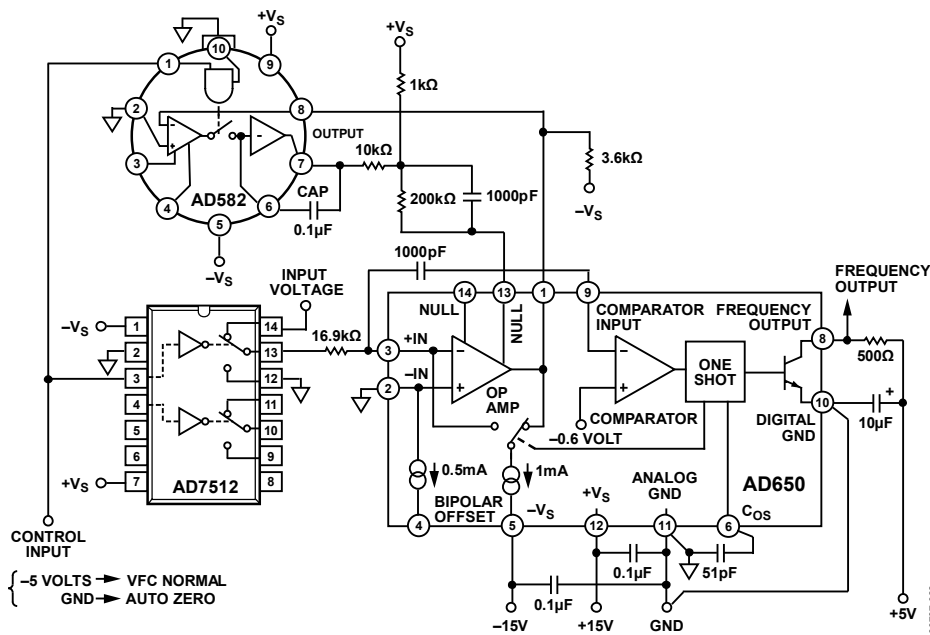 +VS
+VS
10
1
9
1kΩ
2
8
OUTPUT
3.6kΩ
10kΩ
3
7
–VS
AD582
CAP
200kΩ
1000pF
4
6
0.1µF
5
–VS
1000pF
INPUT
VOLTAGE
FREQUENCY
OUTPUT
–VS
1
14
14
13
1
9
NULL
NULL
COMPARATOR
INPUT
FREQUENCY
OUTPUT
2
13
16.9kΩ
3
+IN
8
500Ω
3
12
2
–IN
OP
AMP
ONE
SHOT
4
11
COMPARATOR
DIGITAL
GND
10
10µF
+
5
10
–0.6 VOLT
6
9
0.5mA
1mA
+VS
7
8
AD7512
BIPOLAR
OFFSET
–VS
+VS
ANALOG
GND
AD650
COS
4
5
12
11
6
CONTROL
INPUT
0.1µF
51pF
–5 VOLTS
VFC NORMAL
GND
AUTO ZERO
0.1µF
–15V
+15V
GND
+5V